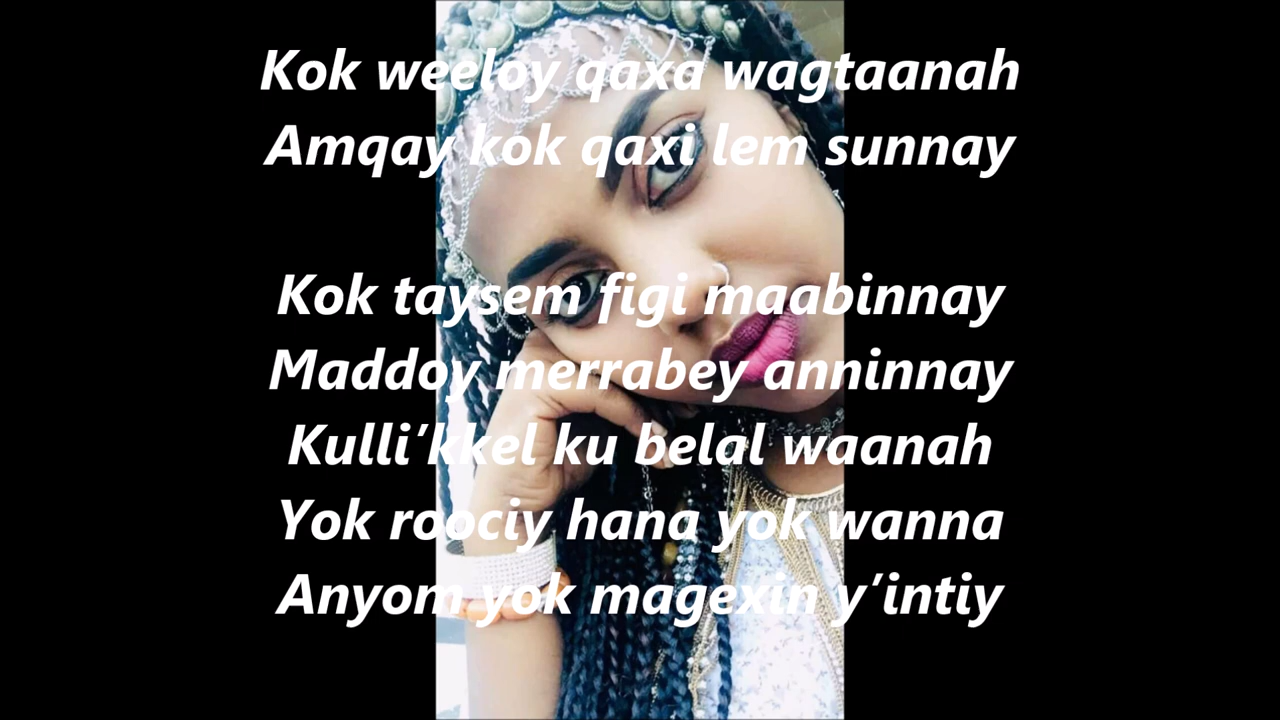 Kok weeloy qaxa wagtaanah
Amqay kok qaxi lem sunnay
Kok taysem figi maabinnay
Maddoy merrabey anninnay
Kulli’kkel ku belal waanah
Yok roociy hana yok wanna
Anyom yok magexin y’intiy